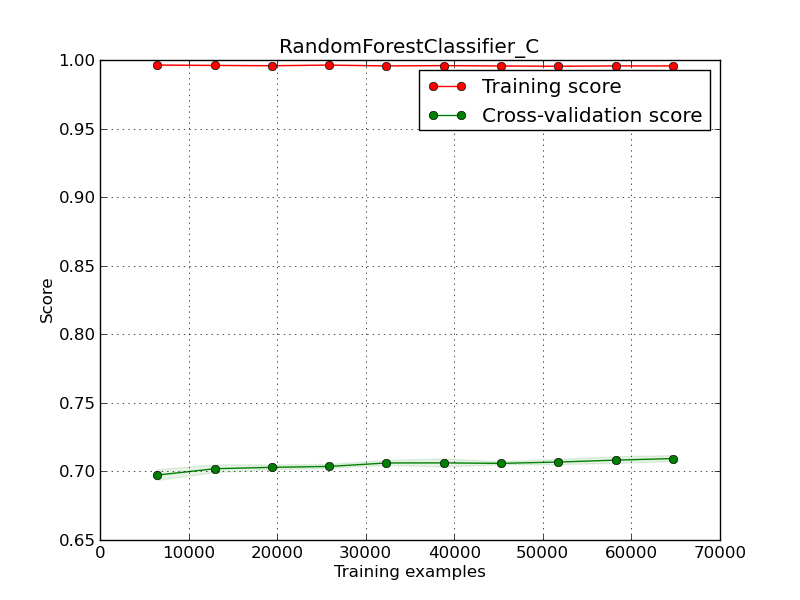 RandomForestClassifier_C
1.00
0.95
0.90
0.85
0.80
0.75
0.70
0.65
Score
Training score
Cross-validation score
0 10000 20000 30000 40000 50000 60000 70000
Training examples